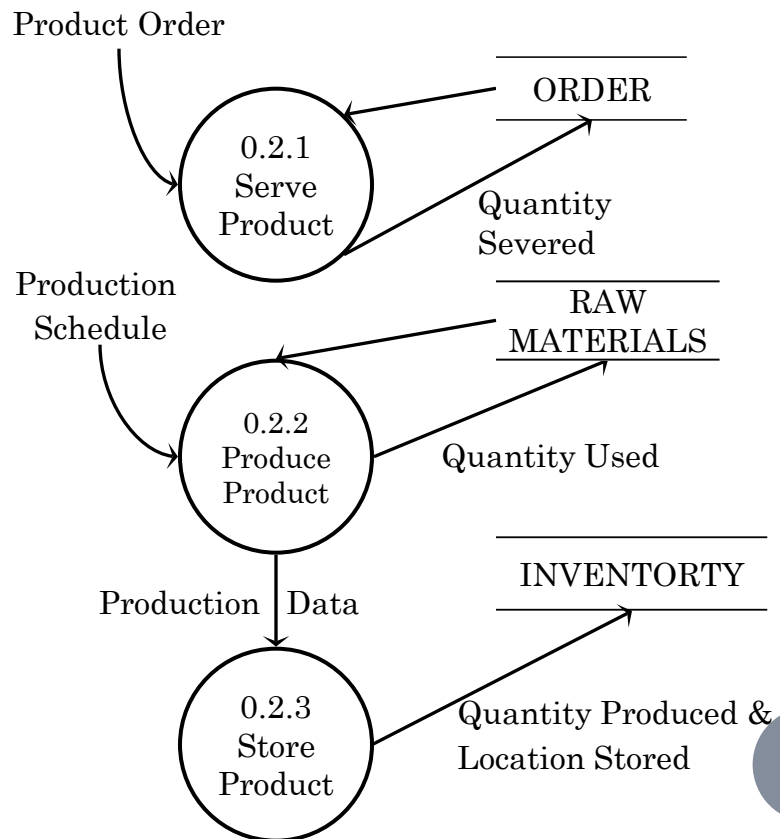 Product Order
ORDER
0.2.1
Serve
Product
Quantity
Severed
Production
Schedule
RAW
MATERIALS
0.2.2
Produce
Product
Quantity Used
INVENTORTY
Production Data
0.2.3
Store
Product
Quantity Produced &
Location Stored